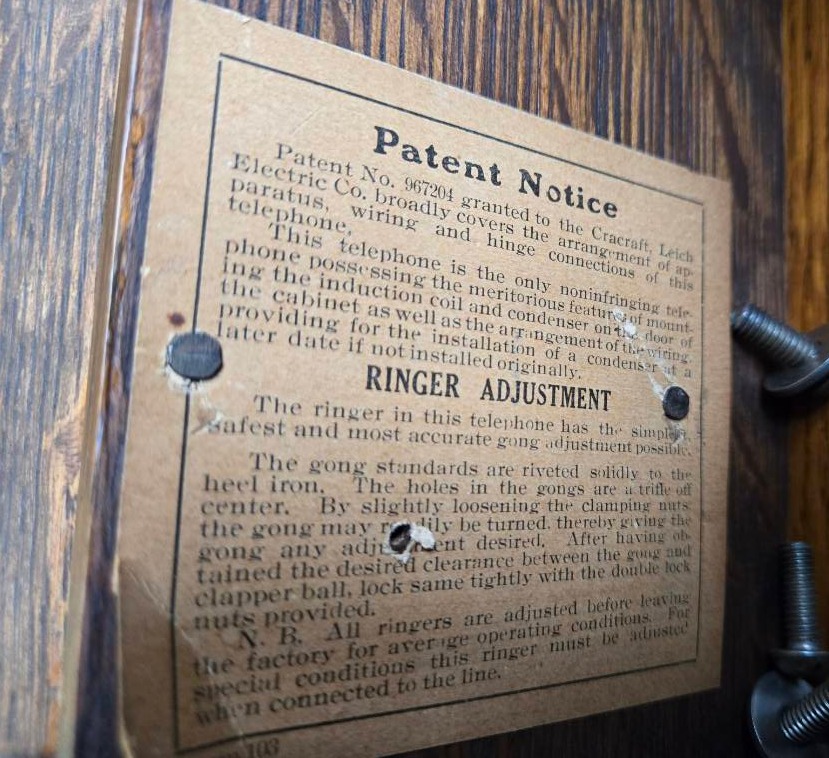 Patent Notice
Patent No. 967204 granted to the Cracraft, Leich
Electric Co. broadly covers the arrangement of ap-
paratus, wiring and hinge connections of this
telephone.
This telephone is the only noninfringing tele-
phone possessing the meritorious features of mount-
ing the induction coil and condenser on the door of
the cabinet as well as the arrangement of the wiring,
providing for the installation of a condenser at a
later date if not installed originally.
RINGER ADJUSTMENT
The ringer in this telephone has the simplest,
safest and most accurate gong adjustment possible.
The gong standards are riveted solidly to the
heel iron. The holes in the gongs are a trifle off
center. By slightly loosening the clamping nuts
the gong may readily be turned, thereby giving the
gong any adjustment desired. After having ob-
tained the desired clearance between the gong and
clapper ball, lock same tightly with the double lock
nuts provided.
N. B. All ringers are adjusted before leaving
the factory for average operating conditions. For
special conditions this ringer must be adjusted
when connected to the line.
103